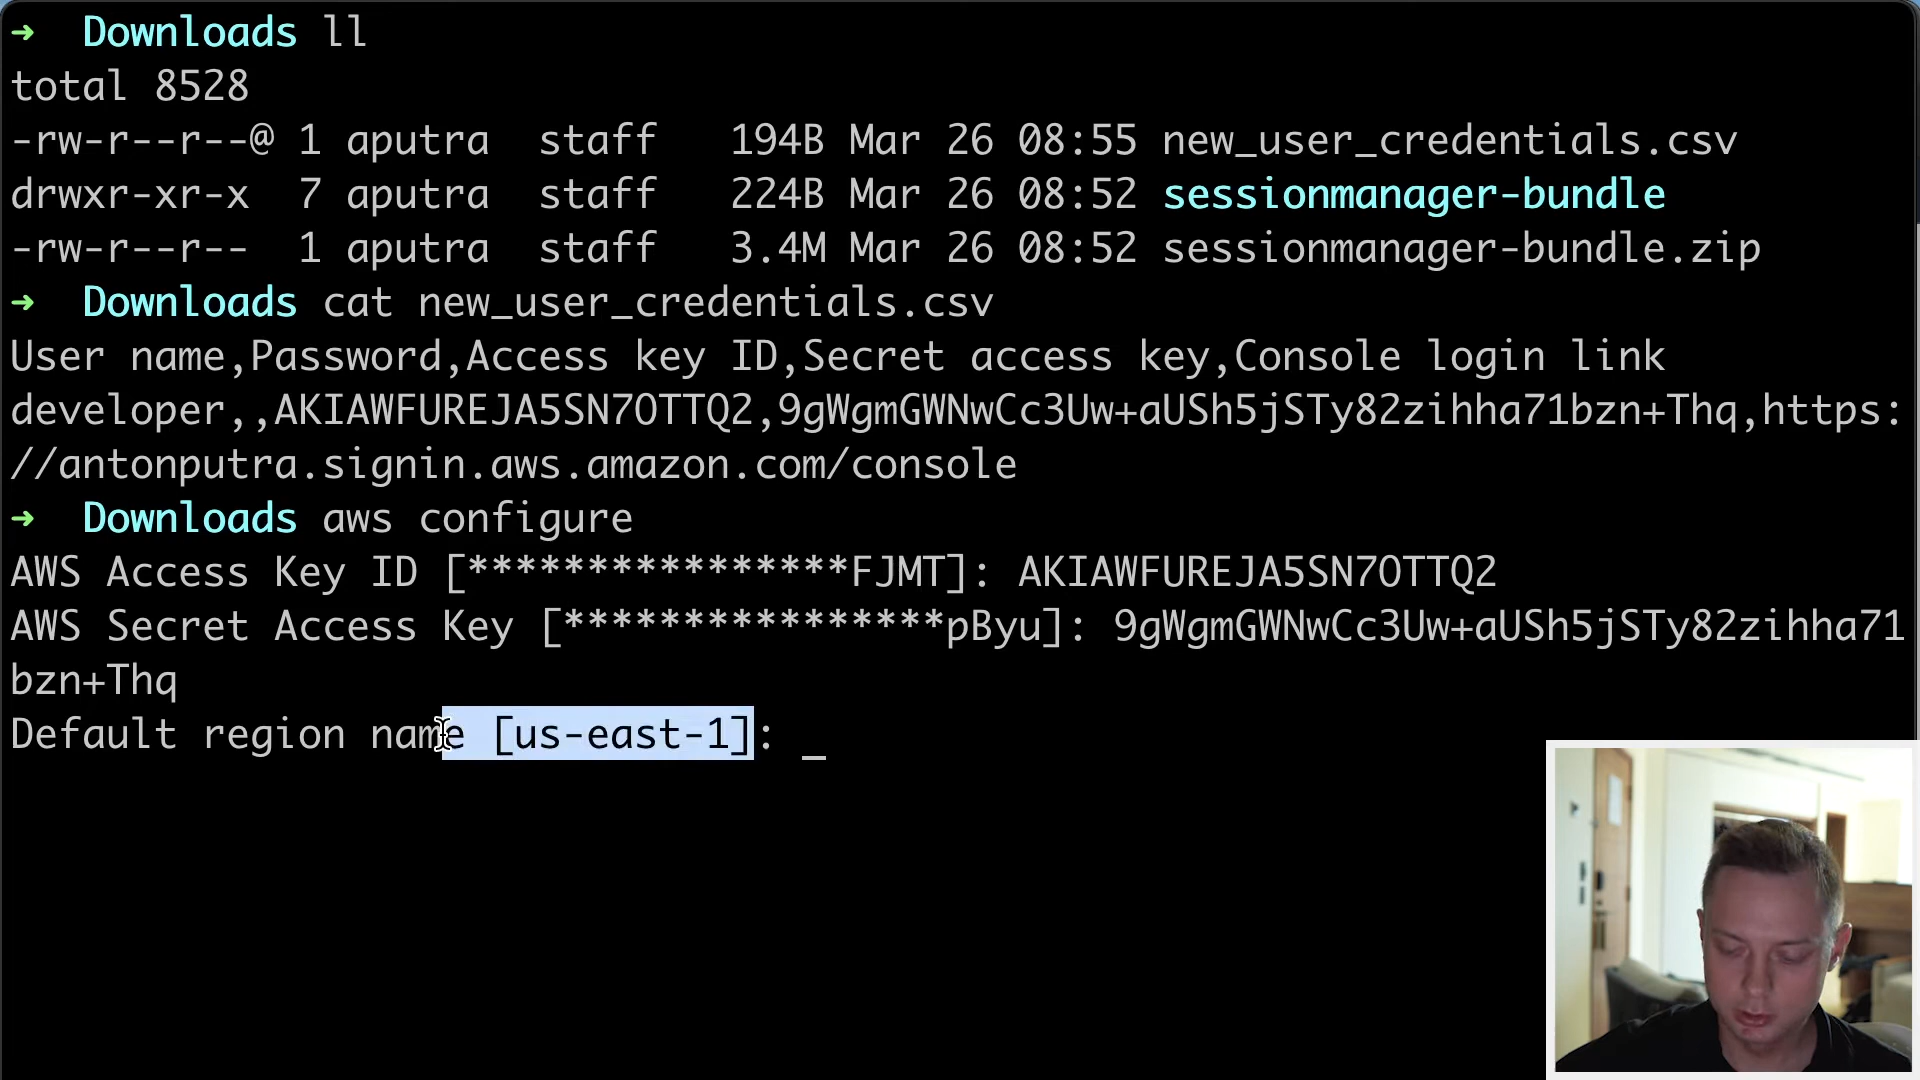 ➜ Downloads ll
total 8528
-rw-r--r--@ 1 aputra staff 194B Mar 26 08:55 new_user_credentials.csv
drwxr-xr-x 7 aputra staff 224B Mar 26 08:52 sessionmanager-bundle
-rw-r--r-- 1 aputra staff 3.4M Mar 26 08:52 sessionmanager-bundle.zip
➜ Downloads cat new_user_credentials.csv
User name,Password,Access key ID,Secret access key,Console login link
developer,,AKIAWFUREJA5SN7OTTQ2,9gWgmGWNwCc3Uw+aUSh5jSTy82zihha71bzn+Thq,https:
//antonputra.signin.aws.amazon.com/console
➜ Downloads aws configure
AWS Access Key ID [****************FJMT]: AKIAWFUREJA5SN7OTTQ2
AWS Secret Access Key [****************pByu]: 9gWgmGWNwCc3Uw+aUSh5jSTy82zihha71
bzn+Thq
Default region name [us-east-1]: _